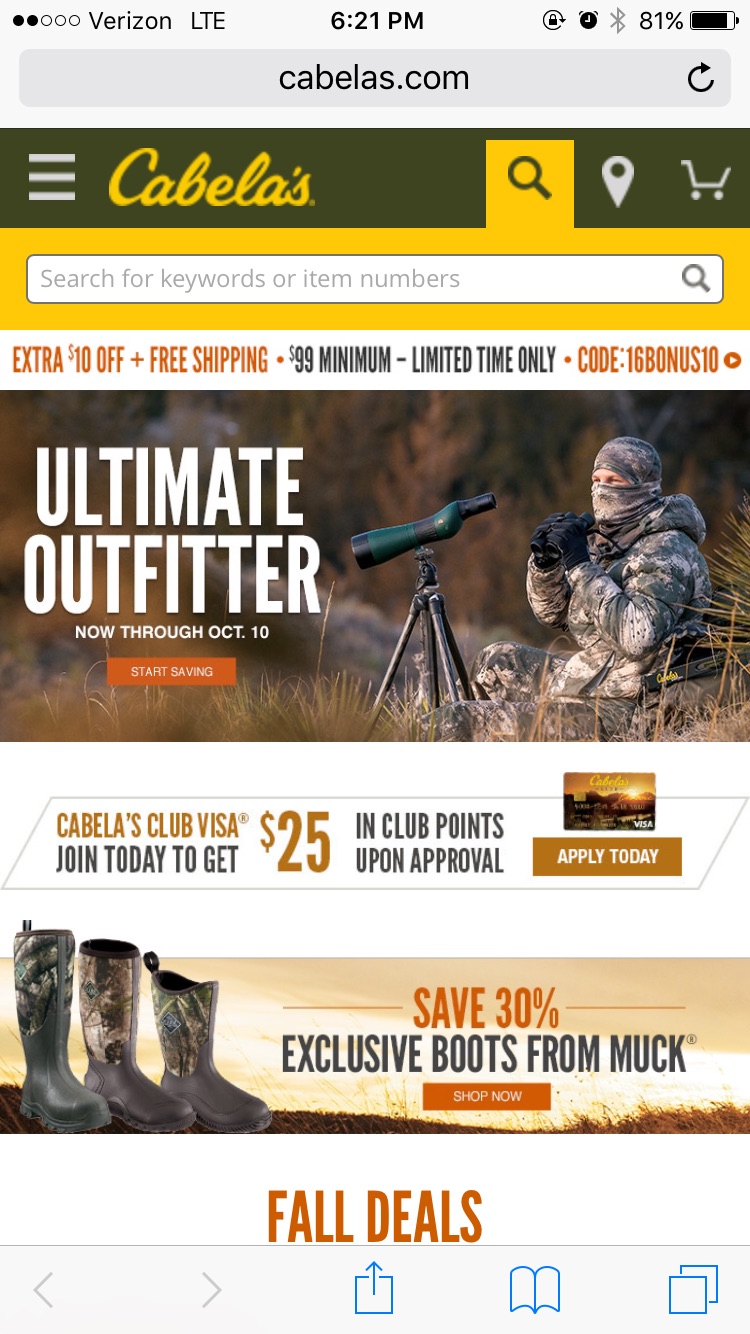 Verizon LTE 6:21 PM 81%
cabelas.com
Cabela's
Search for keywords or item numbers
EXTRA $10 OFF + FREE SHIPPING • $99 MINIMUM – LIMITED TIME ONLY • CODE:16BONUS10
ULTIMATE
OUTFITTER
NOW THROUGH OCT. 10
START SAVING
Cabela's
Cabela's
VISA
CABELA'S CLUB VISA® $25 IN CLUB POINTS
JOIN TODAY TO GET UPON APPROVAL
APPLY TODAY
SAVE 30%
EXCLUSIVE BOOTS FROM MUCK®
SHOP NOW
FALL DEALS